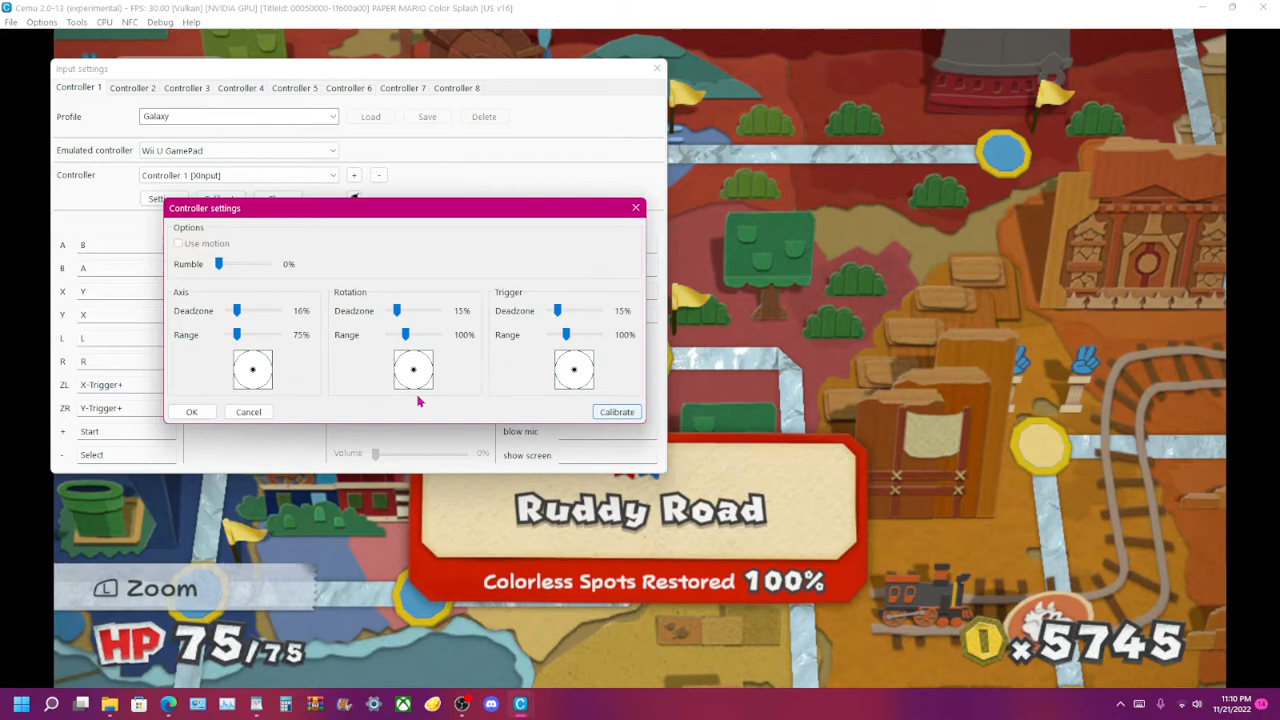 Cemu 2.0-13 (experimental) - FPS: 30.00 [Vulkan] [NVIDIA GPU] [TitleId: 00050000-1f600a00] PAPER MARIO Color Splash [US v16]
File Options Tools CPU NFC Debug Help
Input settings
Controller 1 Controller 2 Controller 3 Controller 4 Controller 5 Controller 6 Controller 7 Controller 8
Profile Galaxy Load Save Delete
Emulated controller Wii U GamePad
Controller Controller 1 [XInput] + -
Controller settings
Options
Use motion
Rumble 0%
Axis Rotation Trigger
Deadzone 16% Deadzone 15% Deadzone 15%
Range 75% Range 100% Range 100%
OK Cancel Calibrate
A B
B A
X Y
Y X
L L
R R
ZL X-Trigger+
ZR Y-Trigger+
+ Start blow mic
- Select Volume 0% show screen
Ruddy Road
Colorless Spots Restored 100%
L Zoom
HP 75/75
×5745
11:10 PM
11/21/2022